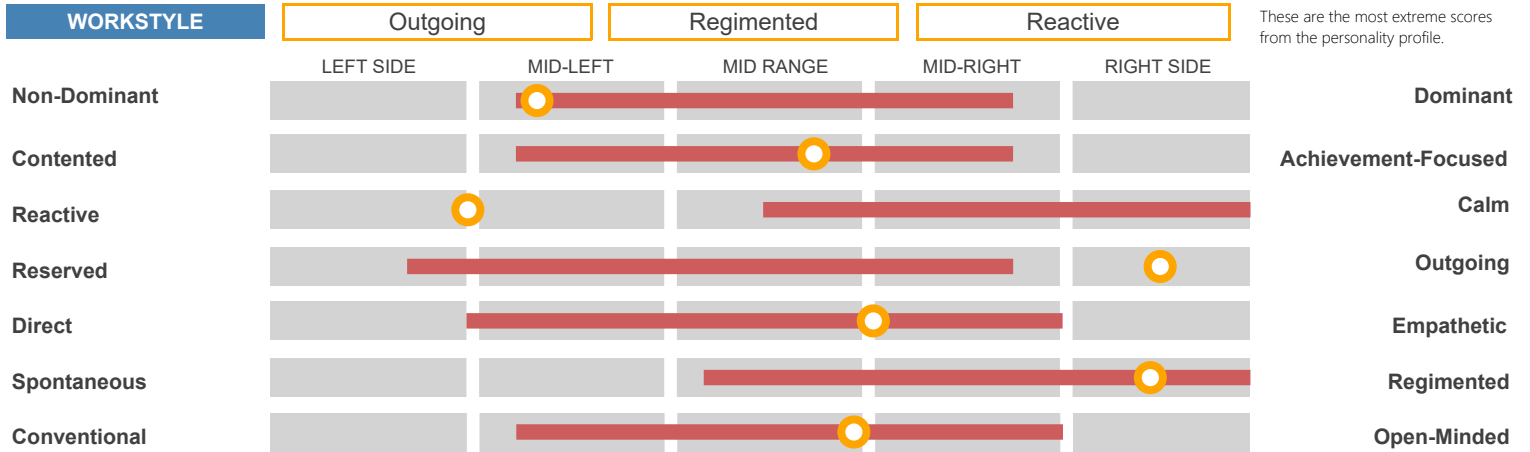 WORKSTYLE Outgoing Regimented Reactive
These are the most extreme scores
from the personality profile.
LEFT SIDE MID-LEFT MID RANGE MID-RIGHT RIGHT SIDE
Non-Dominant Dominant
Contented Achievement-Focused
Reactive Calm
Reserved Outgoing
Direct Empathetic
Spontaneous Regimented
Conventional Open-Minded